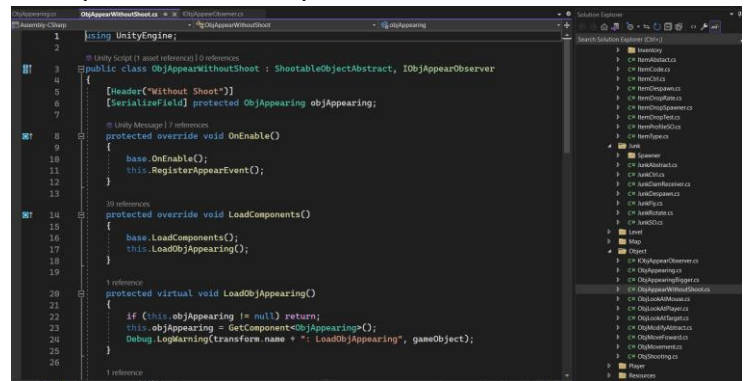 ObjAppearing.cs
ObjAppearWithoutShoot.cs
IObjAppearObserver.cs
Assembly-CSharp
ObjAppearWithoutShoot
objAppearing
1 using UnityEngine;
2
Unity Script (1 asset reference) | 0 references
3 public class ObjAppearWithoutShoot : ShootableObjectAbstract, IObjAppearObserver
4 {
5 [Header("Without Shoot")]
6 [SerializeField] protected ObjAppearing objAppearing;
7
Unity Message | 7 references
8 protected override void OnEnable()
9 {
10 base.OnEnable();
11 this.RegisterAppearEvent();
12 }
13
39 references
14 protected override void LoadComponents()
15 {
16 base.LoadComponents();
17 this.LoadObjAppearing();
18 }
19
1 reference
20 protected virtual void LoadObjAppearing()
21 {
22 if (this.objAppearing != null) return;
23 this.objAppearing = GetComponent<ObjAppearing>();
24 Debug.LogWarning(transform.name + ": LoadObjAppearing", gameObject);
25 }
26
1 reference
Solution Explorer
Search Solution Explorer (Ctrl+;)
Inventory
C# ItemAbstact.cs
C# ItemCode.cs
C# ItemCtrl.cs
C# ItemDespawn.cs
C# ItemDropRate.cs
C# ItemDropSpawner.cs
C# ItemDropTest.cs
C# ItemProfileSO.cs
C# ItemType.cs
Junk
Spawner
C# JunkAbstract.cs
C# JunkCtrl.cs
C# JunkDamReceiver.cs
C# JunkDespawn.cs
C# JunkFly.cs
C# JunkRotate.cs
C# JunkSO.cs
Level
Map
Object
C# IObjAppearObserver.cs
C# ObjAppearing.cs
C# ObjAppearingBigger.cs
C# ObjAppearWithoutShoot.cs
C# ObjLookAtMouse.cs
C# ObjLookAtPlayer.cs
C# ObjLookAtTarget.cs
C# ObjModifyAbtract.cs
C# ObjMoveFoward.cs
C# ObjMovement.cs
C# ObjShooting.cs
Player
Resources